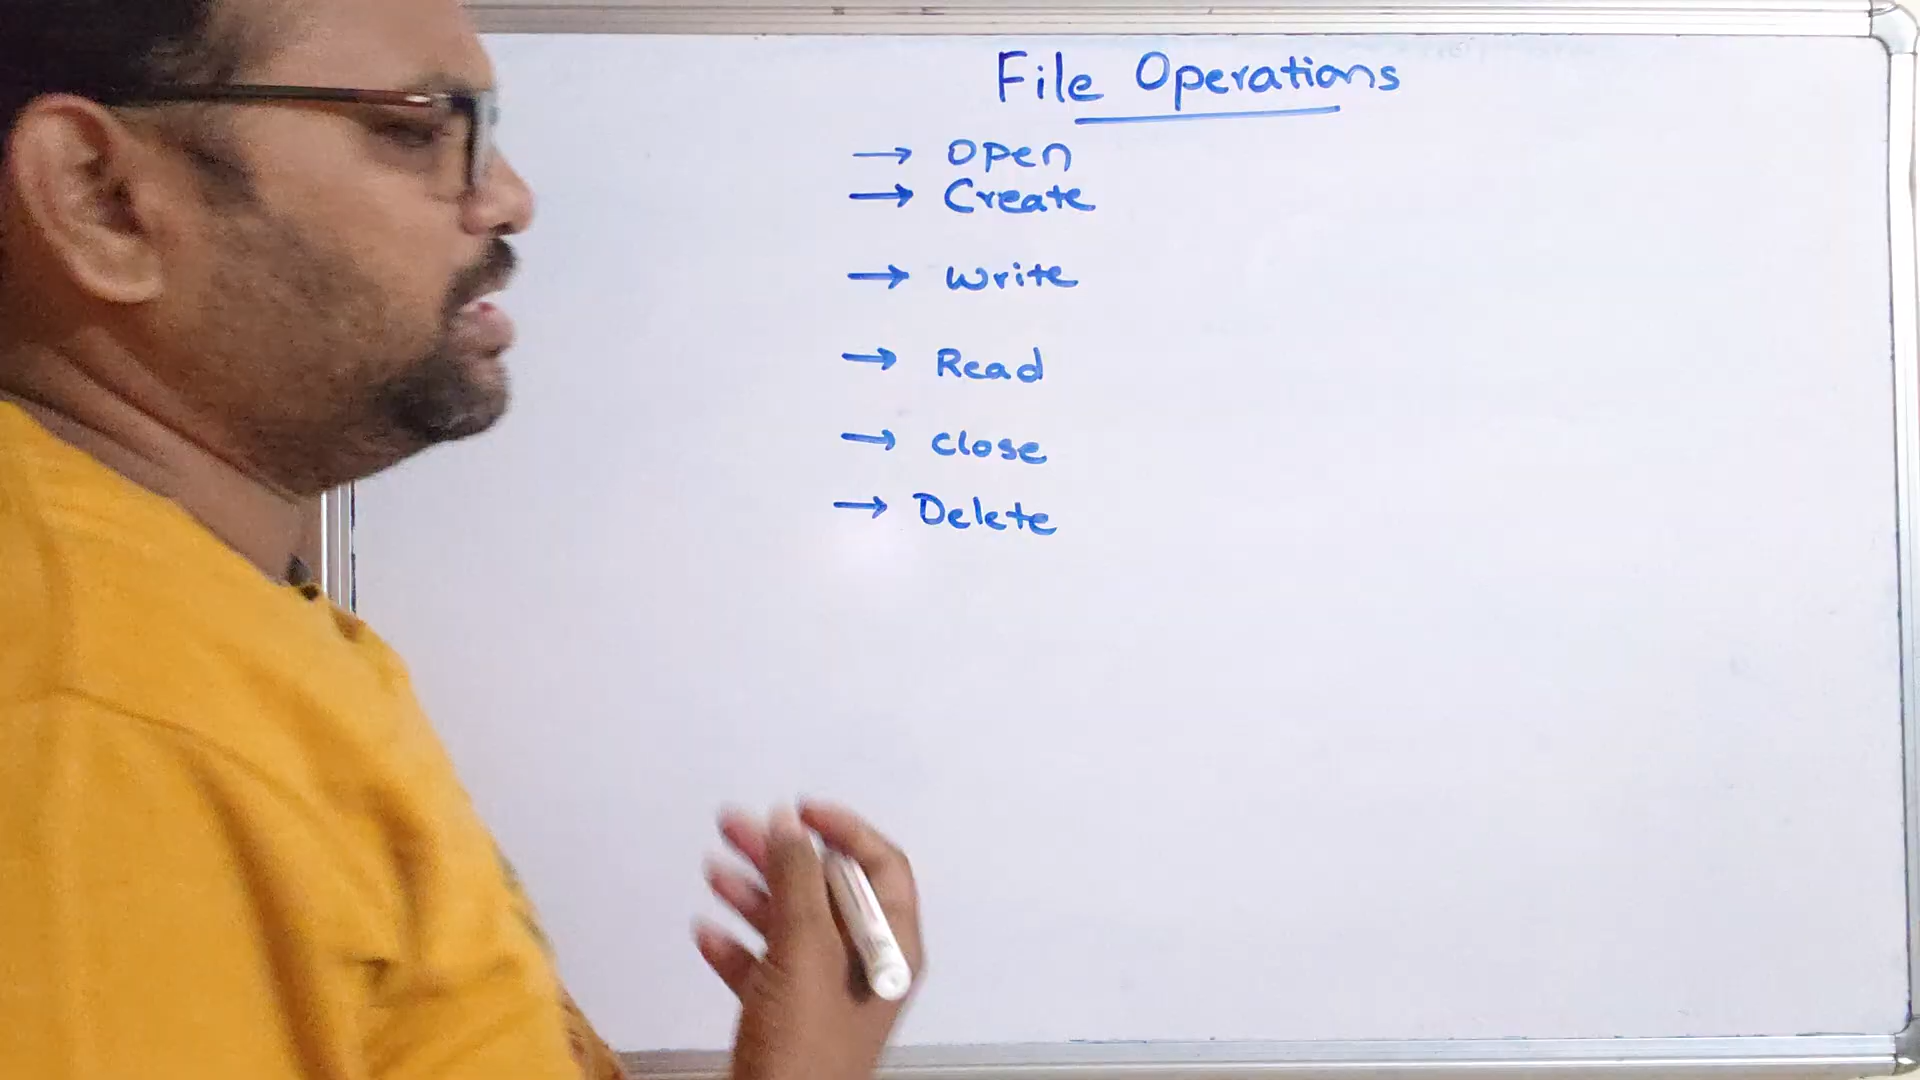 File Operations
→ Open
→ Create
→ Write
→ Read
→ close
→ Delete